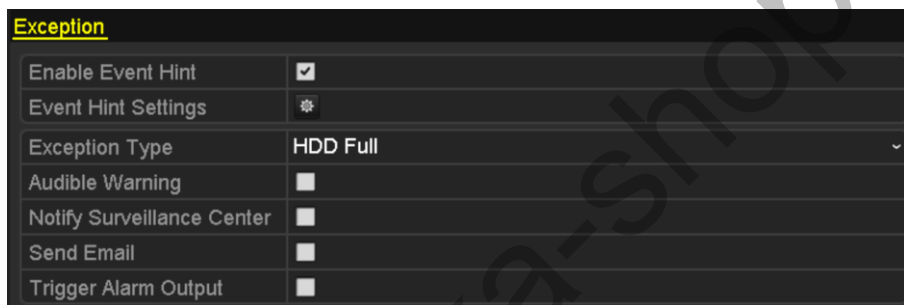 Exception
Enable Event Hint
Event Hint Settings
Exception Type HDD Full
Audible Warning
Notify Surveillance Center
Send Email
Trigger Alarm Output
a-shop